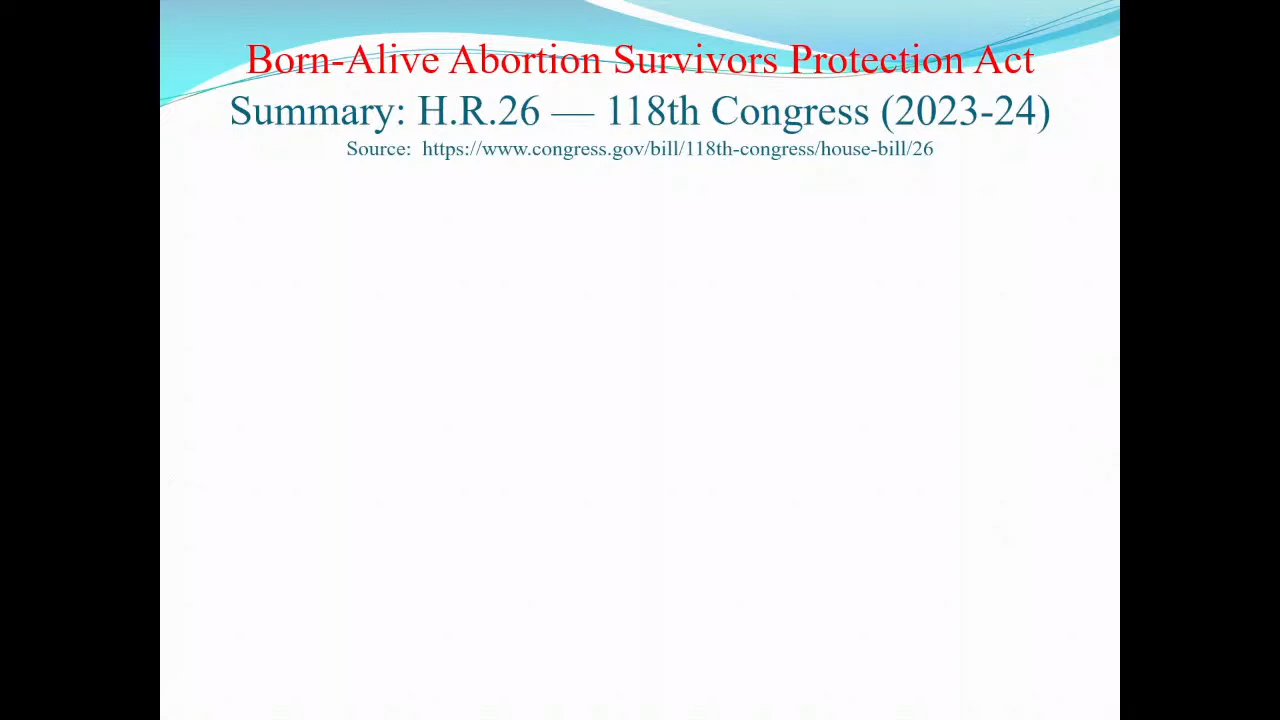 Born-Alive Abortion Survivors Protection Act
Summary: H.R.26 — 118th Congress (2023-24)
Source: https://www.congress.gov/bill/118th-congress/house-bill/26